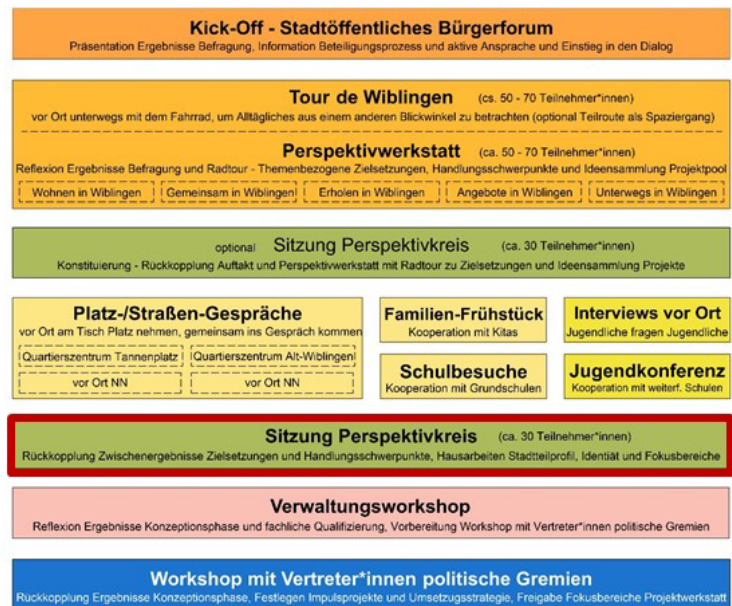 Kick-Off - Stadtöffentliches Bürgerforum
Präsentation Ergebnisse Befragung, Information Beteiligungsprozess und aktive Ansprache und Einstieg in den Dialog
Tour de Wiblingen (cs. 50 - 70 Teilnehmer*innen)
vor Ort unterwegs mit dem Fahrrad, um Alltägliches aus einem anderen Blickwinkel zu betrachten (optional Teilroute als Spaziergang)
Perspektivwerkstatt (ca. 50 - 70 Teilnehmer*innen)
Reflexion Ergebnisse Befragung und Radtour - Themenbezogene Zielsetzungen, Handlungsschwerpunkte und Ideensammlung Projektpool
Wohnen in Wiblingen Gemeinsam in Wiblingen Erholen in Wiblingen Angebote in Wiblingen Unterwegs in Wiblingen
optional Sitzung Perspektivkreis (ca. 30 Teilnehmer*innen)
Konstituierung - Rückkopplung Auftakt und Perspektivwerkstatt mit Radtour zu Zielsetzungen und Ideensammlung Projekte
Platz-/Straßen-Gespräche
vor Ort am Tisch Platz nehmen, gemeinsam ins Gespräch kommen
Quartierszentrum Tannenplatz Quartierszentrum Alt-Wiblingen
vor Ort NN vor Ort NN
Familien-Frühstück
Kooperation mit Kitas
Interviews vor Ort
Jugendliche fragen Jugendliche
Schulbesuche
Kooperation mit Grundschulen
Jugendkonferenz
Kooperation mit weiterf. Schulen
Sitzung Perspektivkreis (ca. 30 Teilnehmer*innen)
Rückkopplung Zwischenergebnisse Zielsetzungen und Handlungsschwerpunkte, Hausarbeiten Stadtteilprofil, Identiät und Fokusbereiche
Verwaltungsworkshop
Reflexion Ergebnisse Konzeptionsphase und fachliche Qualifizierung, Vorbereitung Workshop mit Vertreter*innen politische Gremien
Workshop mit Vertreter*innen politische Gremien
Rückkopplung Ergebnisse Konzeptionsphase, Festlegen Impulsprojekte und Umsetzugsstrategie, Freigabe Fokusbereiche Projektwerkstatt